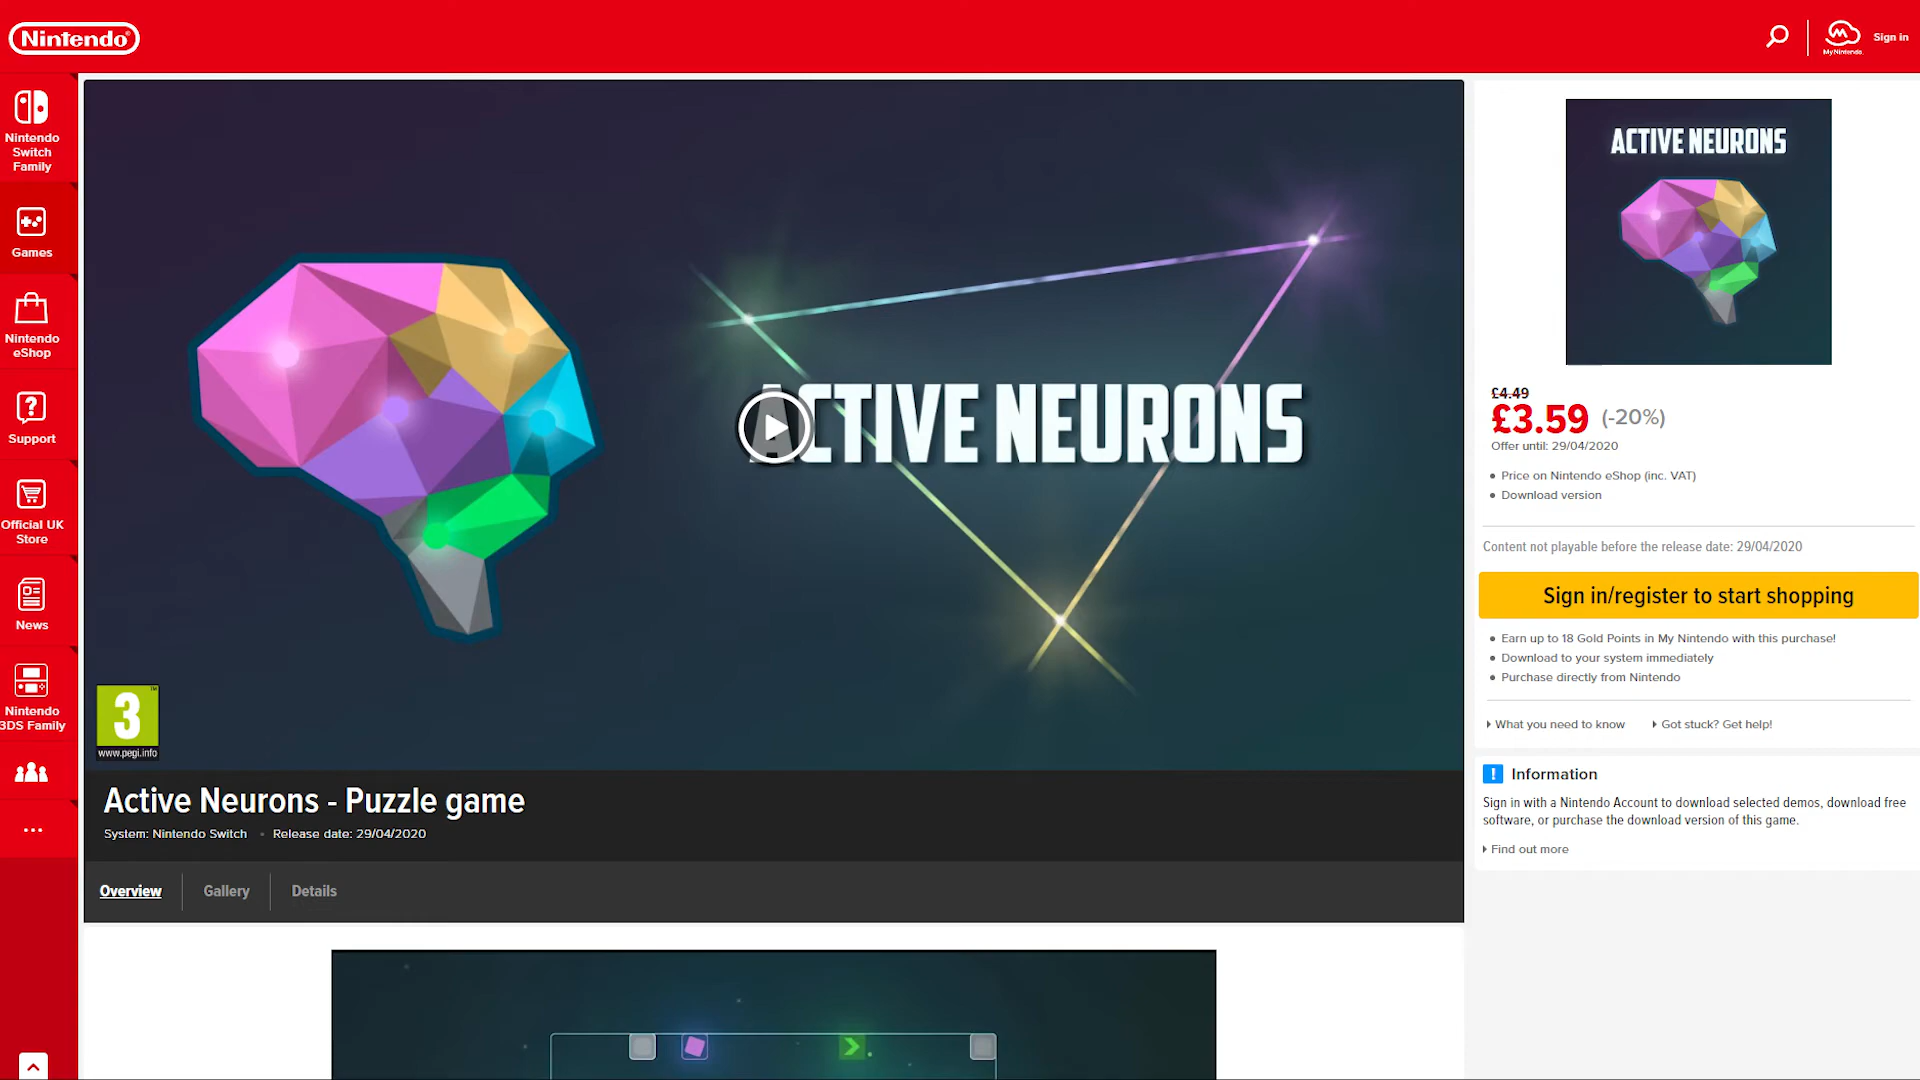 Nintendo
My Nintendo
Sign in
Nintendo
Switch
Family
Games
Nintendo
eShop
Support
Official UK
Store
News
Nintendo
3DS Family
...
ACTIVE NEURONS
3
www.pegi.info
Active Neurons - Puzzle game
System: Nintendo Switch • Release date: 29/04/2020
Overview
Gallery
Details
ACTIVE NEURONS
£4.49
£3.59 (-20%)
Offer until: 29/04/2020
• Price on Nintendo eShop (inc. VAT)
• Download version
Content not playable before the release date: 29/04/2020
Sign in/register to start shopping
• Earn up to 18 Gold Points in My Nintendo with this purchase!
• Download to your system immediately
• Purchase directly from Nintendo
What you need to know
Got stuck? Get help!
! Information
Sign in with a Nintendo Account to download selected demos, download free
software, or purchase the download version of this game.
Find out more